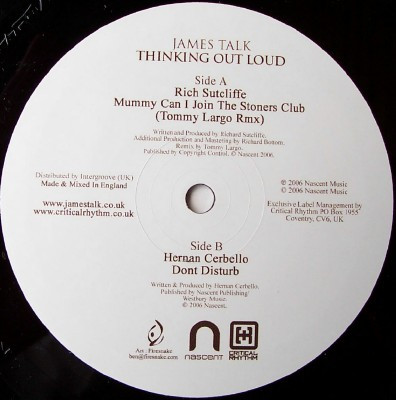 JAMES TALK
THINKING OUT LOUD
Side A
Rich Sutcliffe
Mummy Can I Join The Stoners Club
(Tommy Largo Rmx)
Written and Produced by Richard Sutcliffe.
Additional Production and Mastering by Richard Bottom.
Remix by Tommy Largo.
Published by Copyright Control. © Nascent 2006.
Distributed by Intergroove (UK)
Made & Mixed In England
www.jamestalk.co.uk
www.criticalrhythm.co.uk
℗ 2006 Nascent Music
© 2006 Nascent Music
Exclusive Label Management by
Critical Rhythm PO Box 1955
Coventry, CV6, UK
Side B
Hernan Cerbello
Dont Disturb
Written & Produced by Hernan Cerbello.
Published by Nascent Publishing/
Westbury Music.
© 2006 Nascent.
Art : Firesnake
ben@firesnake.com
nascent
CRITICAL
RHYTHM